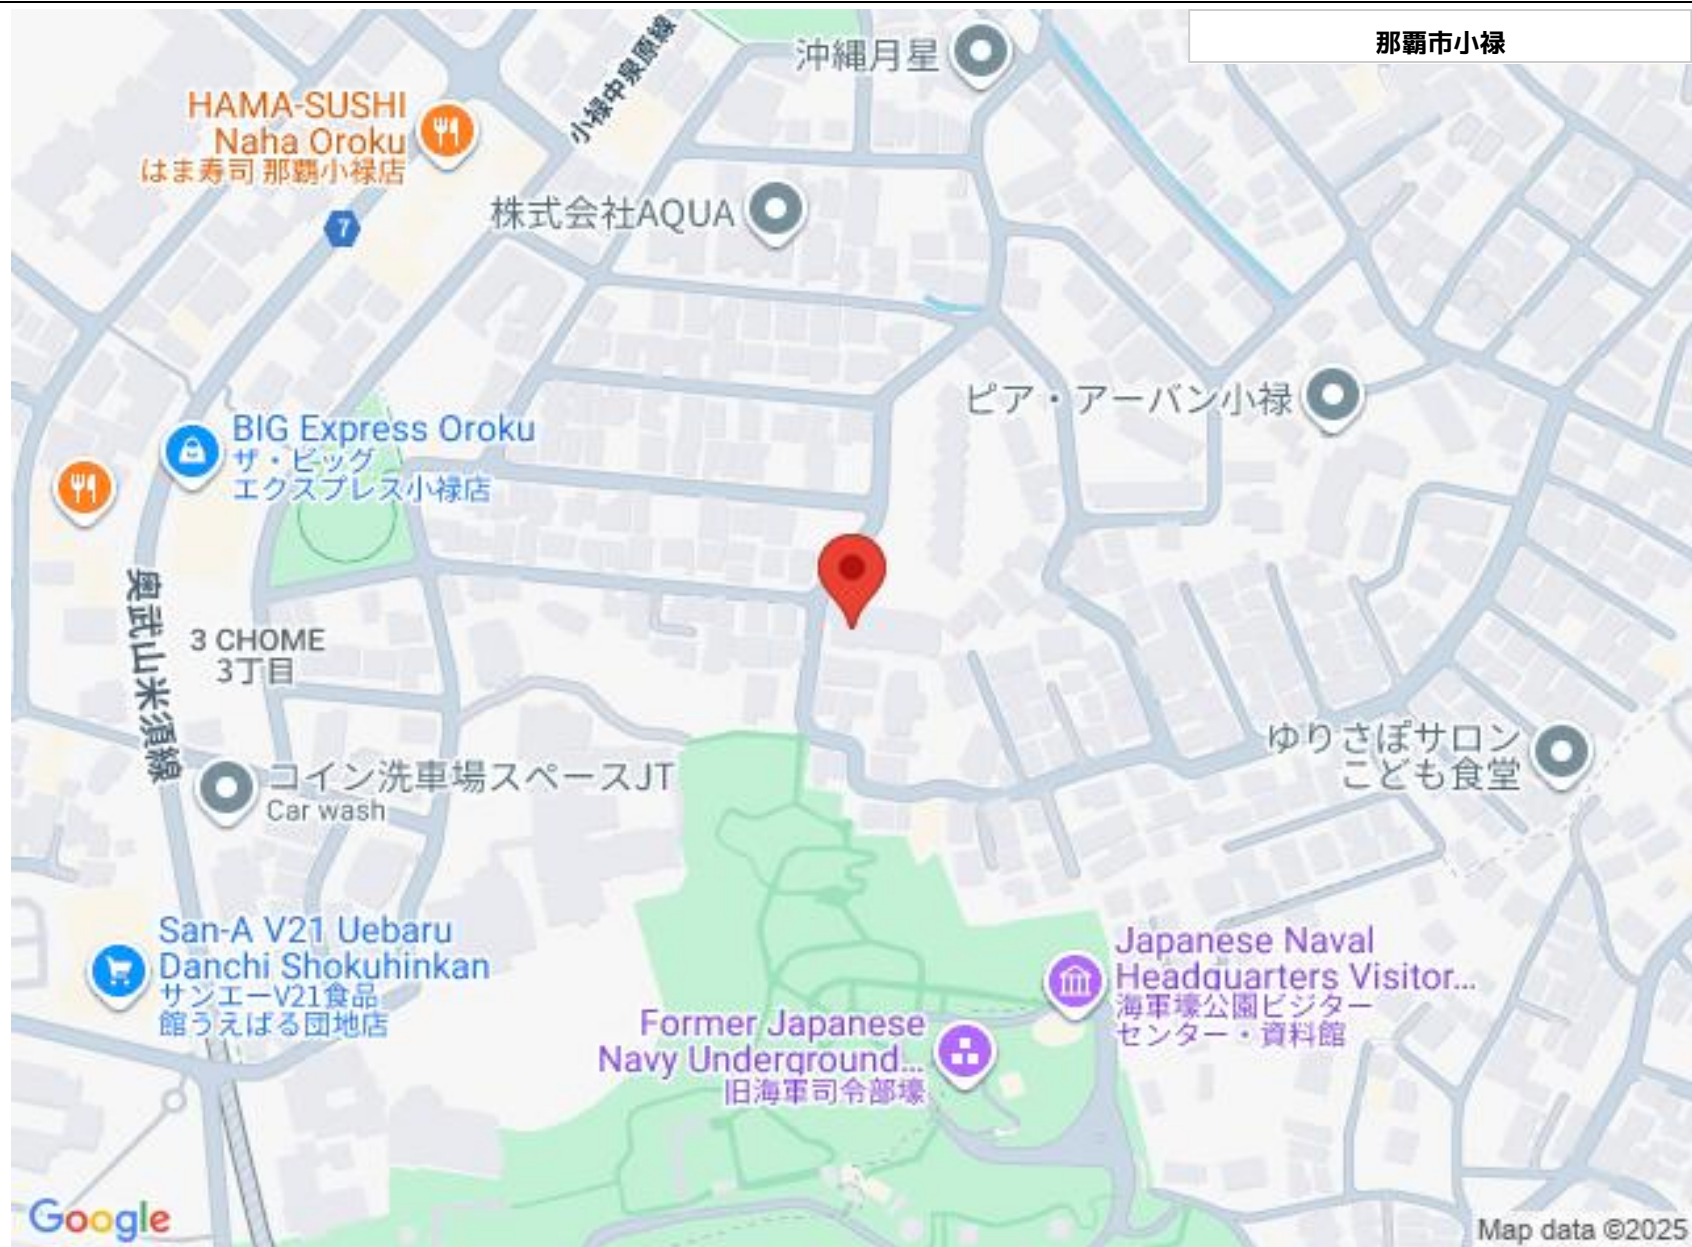 那覇市小禄
沖縄月星
小禄中泉原線
HAMA-SUSHI
Naha Oroku
はま寿司 那覇小禄店
7
株式会社AQUA
ピア・アーバン小禄
BIG Express Oroku
ザ・ビッグ
エクスプレス小禄店
奥武山米須線
3 CHOME
3丁目
コイン洗車場スペースJT
Car wash
ゆりさぽサロン
こども食堂
San-A V21 Uebaru
Danchi Shokuhinkan
サンエーV21食品
館うえばる団地店
Japanese Naval
Headquarters Visitor...
海軍壕公園ビジター
センター・資料館
Former Japanese
Navy Underground...
旧海軍司令部壕
Google
Map data ©2025